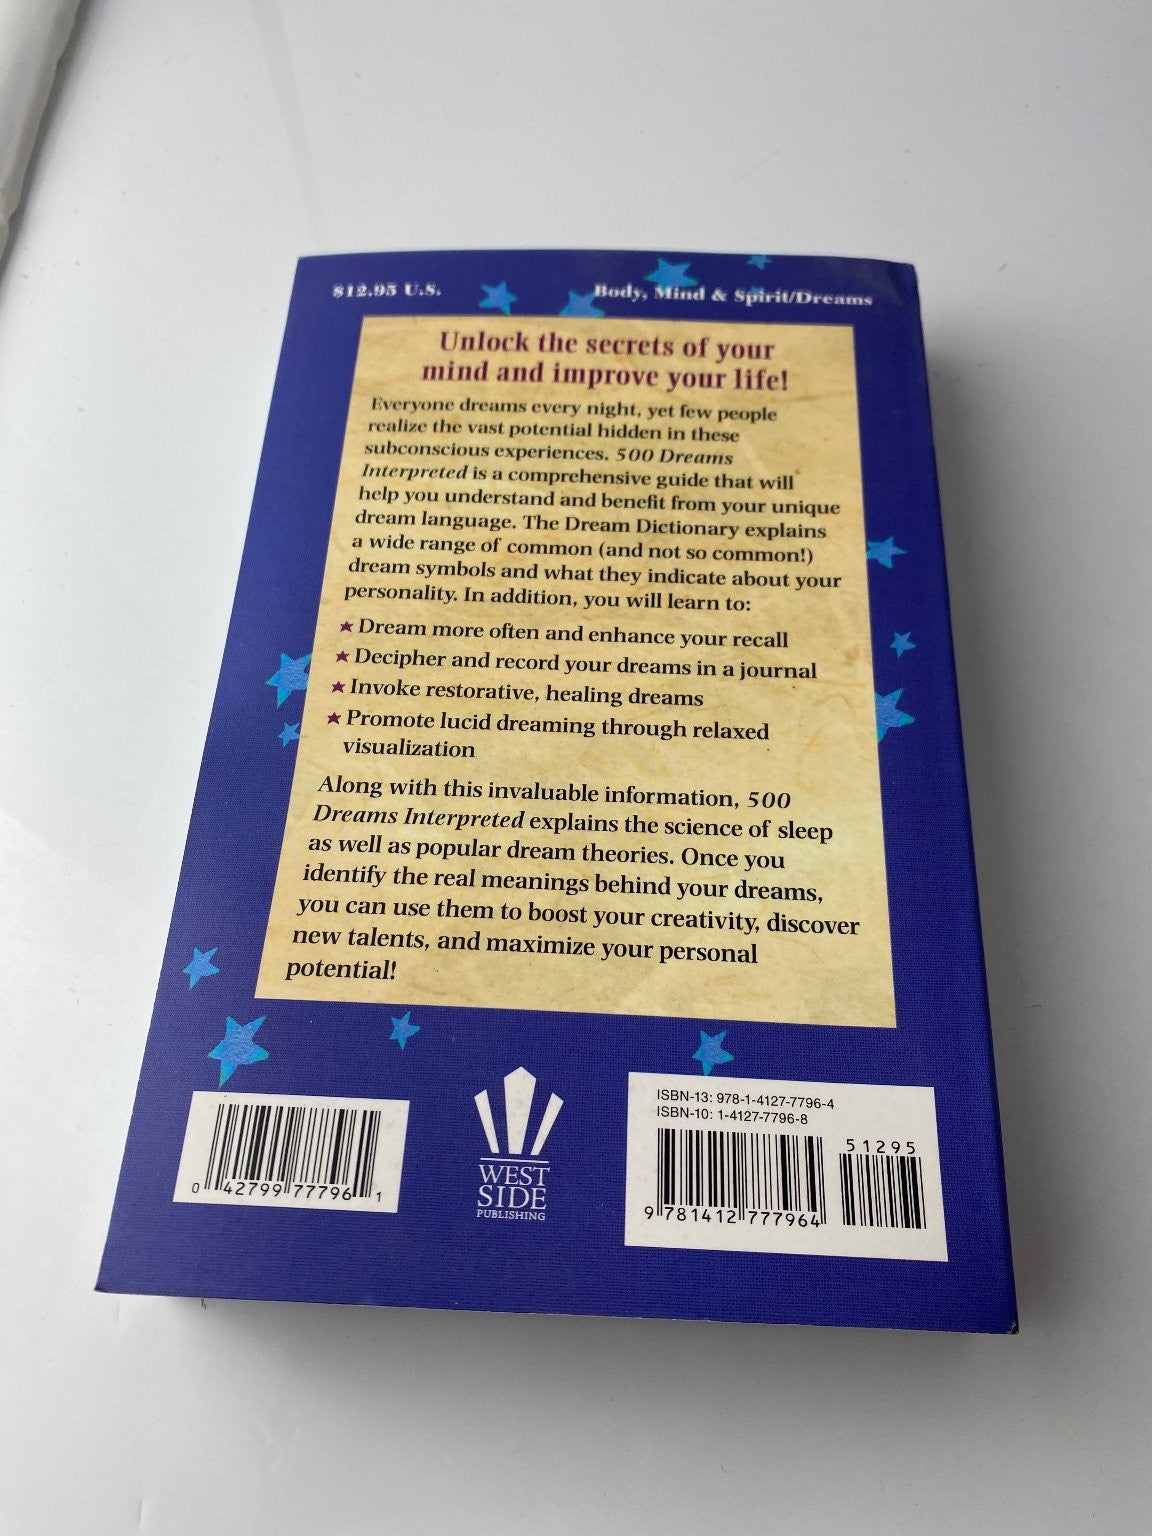 $12.95 U.S.
Body, Mind & Spirit/Dreams
Unlock the secrets of your
mind and improve your life!
Everyone dreams every night, yet few people
realize the vast potential hidden in these
subconscious experiences. 500 Dreams
Interpreted is a comprehensive guide that will
help you understand and benefit from your unique
dream language. The Dream Dictionary explains
a wide range of common (and not so common!)
dream symbols and what they indicate about your
personality. In addition, you will learn to:
★ Dream more often and enhance your recall
★ Decipher and record your dreams in a journal
★ Invoke restorative, healing dreams
★ Promote lucid dreaming through relaxed
visualization
Along with this invaluable information, 500
Dreams Interpreted explains the science of sleep
as well as popular dream theories. Once you
identify the real meanings behind your dreams,
you can use them to boost your creativity, discover
new talents, and maximize your personal
potential!
0 42799 77796 1
WEST
SIDE
PUBLISHING
ISBN-13: 978-1-4127-7796-4
ISBN-10: 1-4127-7796-8
51295
9 781412 777964